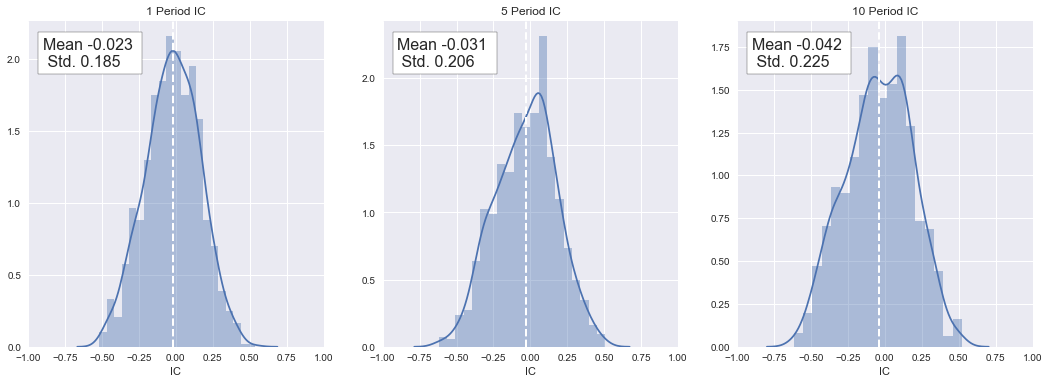 1 Period IC
Mean -0.023
Std. 0.185
2.0
1.5
1.0
0.5
0.0
-1.00 -0.75 -0.50 -0.25 0.00 0.25 0.50 0.75 1.00
IC
5 Period IC
Mean -0.031
Std. 0.206
2.0
1.5
1.0
0.5
0.0
-1.00 -0.75 -0.50 -0.25 0.00 0.25 0.50 0.75 1.00
IC
10 Period IC
Mean -0.042
Std. 0.225
1.75
1.50
1.25
1.00
0.75
0.50
0.25
0.00
-1.00 -0.75 -0.50 -0.25 0.00 0.25 0.50 0.75 1.00
IC